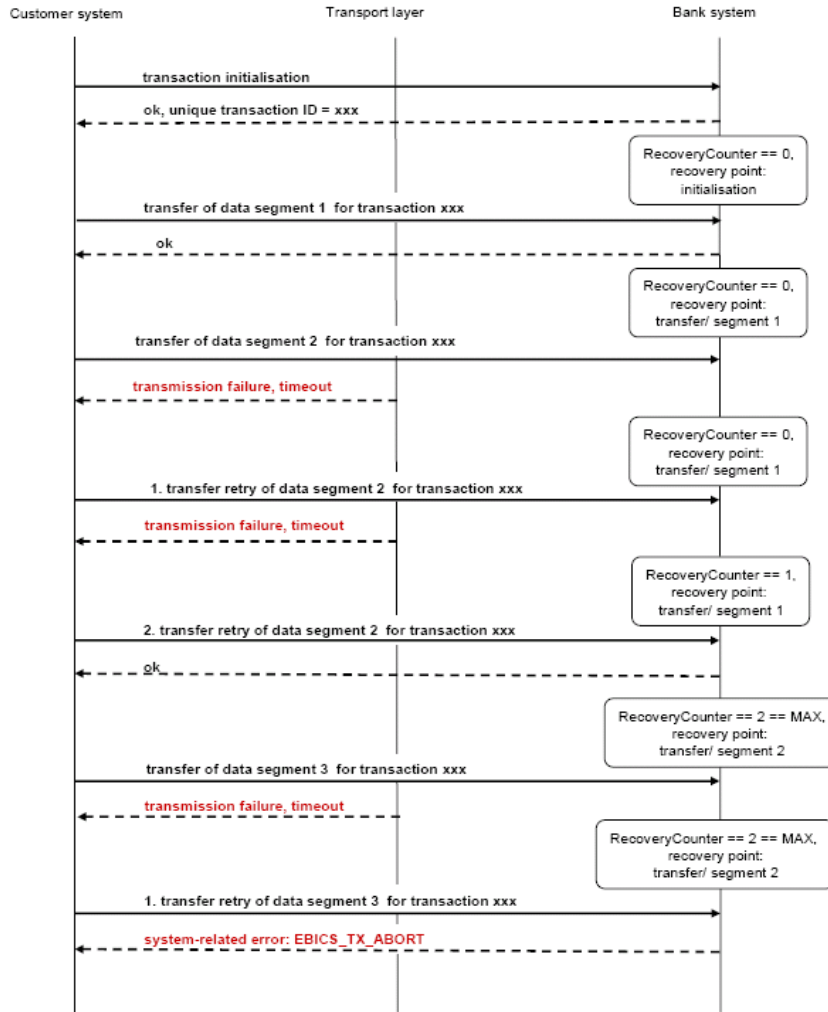 Customer system
Transport layer
Bank system
transaction initialisation
ok, unique transaction ID = xxx
RecoveryCounter == 0,
recovery point:
initialisation
transfer of data segment 1 for transaction xxx
ok
RecoveryCounter == 0,
recovery point:
transfer/ segment 1
transfer of data segment 2 for transaction xxx
transmission failure, timeout
RecoveryCounter == 0,
recovery point:
transfer/ segment 1
1. transfer retry of data segment 2 for transaction xxx
transmission failure, timeout
RecoveryCounter == 1,
recovery point:
transfer/ segment 1
2. transfer retry of data segment 2 for transaction xxx
ok
RecoveryCounter == 2 == MAX,
recovery point:
transfer/ segment 2
transfer of data segment 3 for transaction xxx
transmission failure, timeout
RecoveryCounter == 2 == MAX,
recovery point:
transfer/ segment 2
1. transfer retry of data segment 3 for transaction xxx
system-related error: EBICS_TX_ABORT